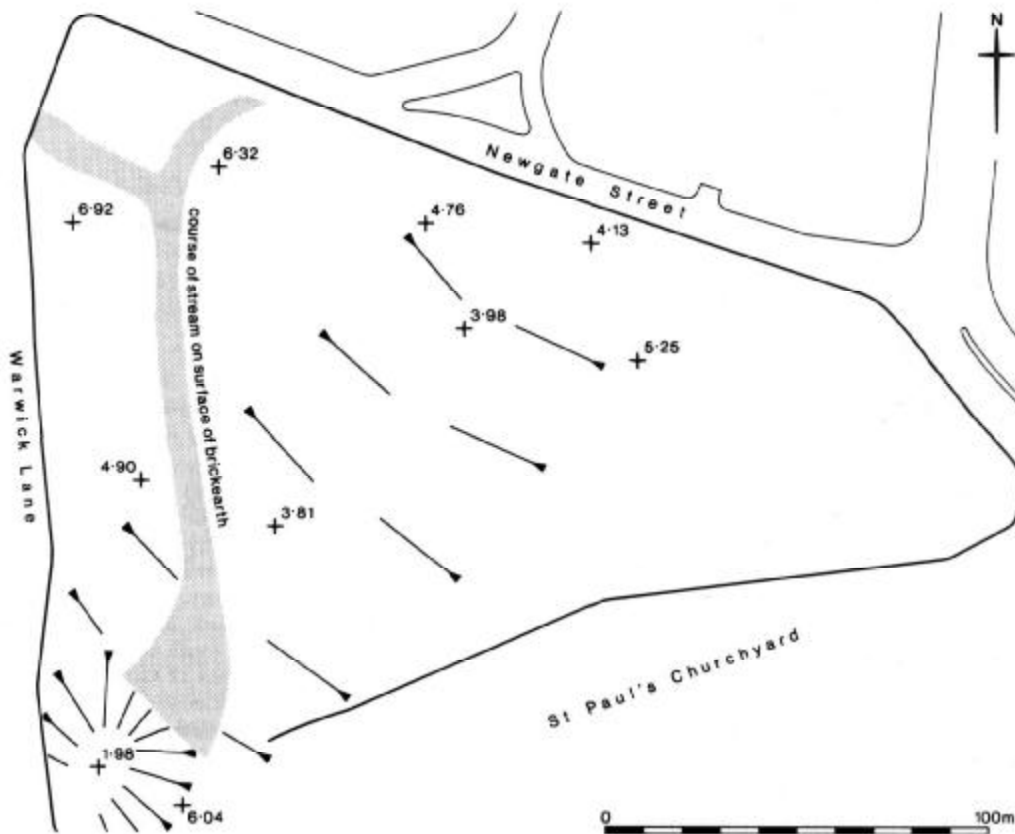 N
6·32
Newgate Street
6·92
4·76
4·13
course of stream on surface of brickearth
3·98
5·25
Warwick Lane
4·90
3·81
St Paul's Churchyard
1·98
6·04
0 100m